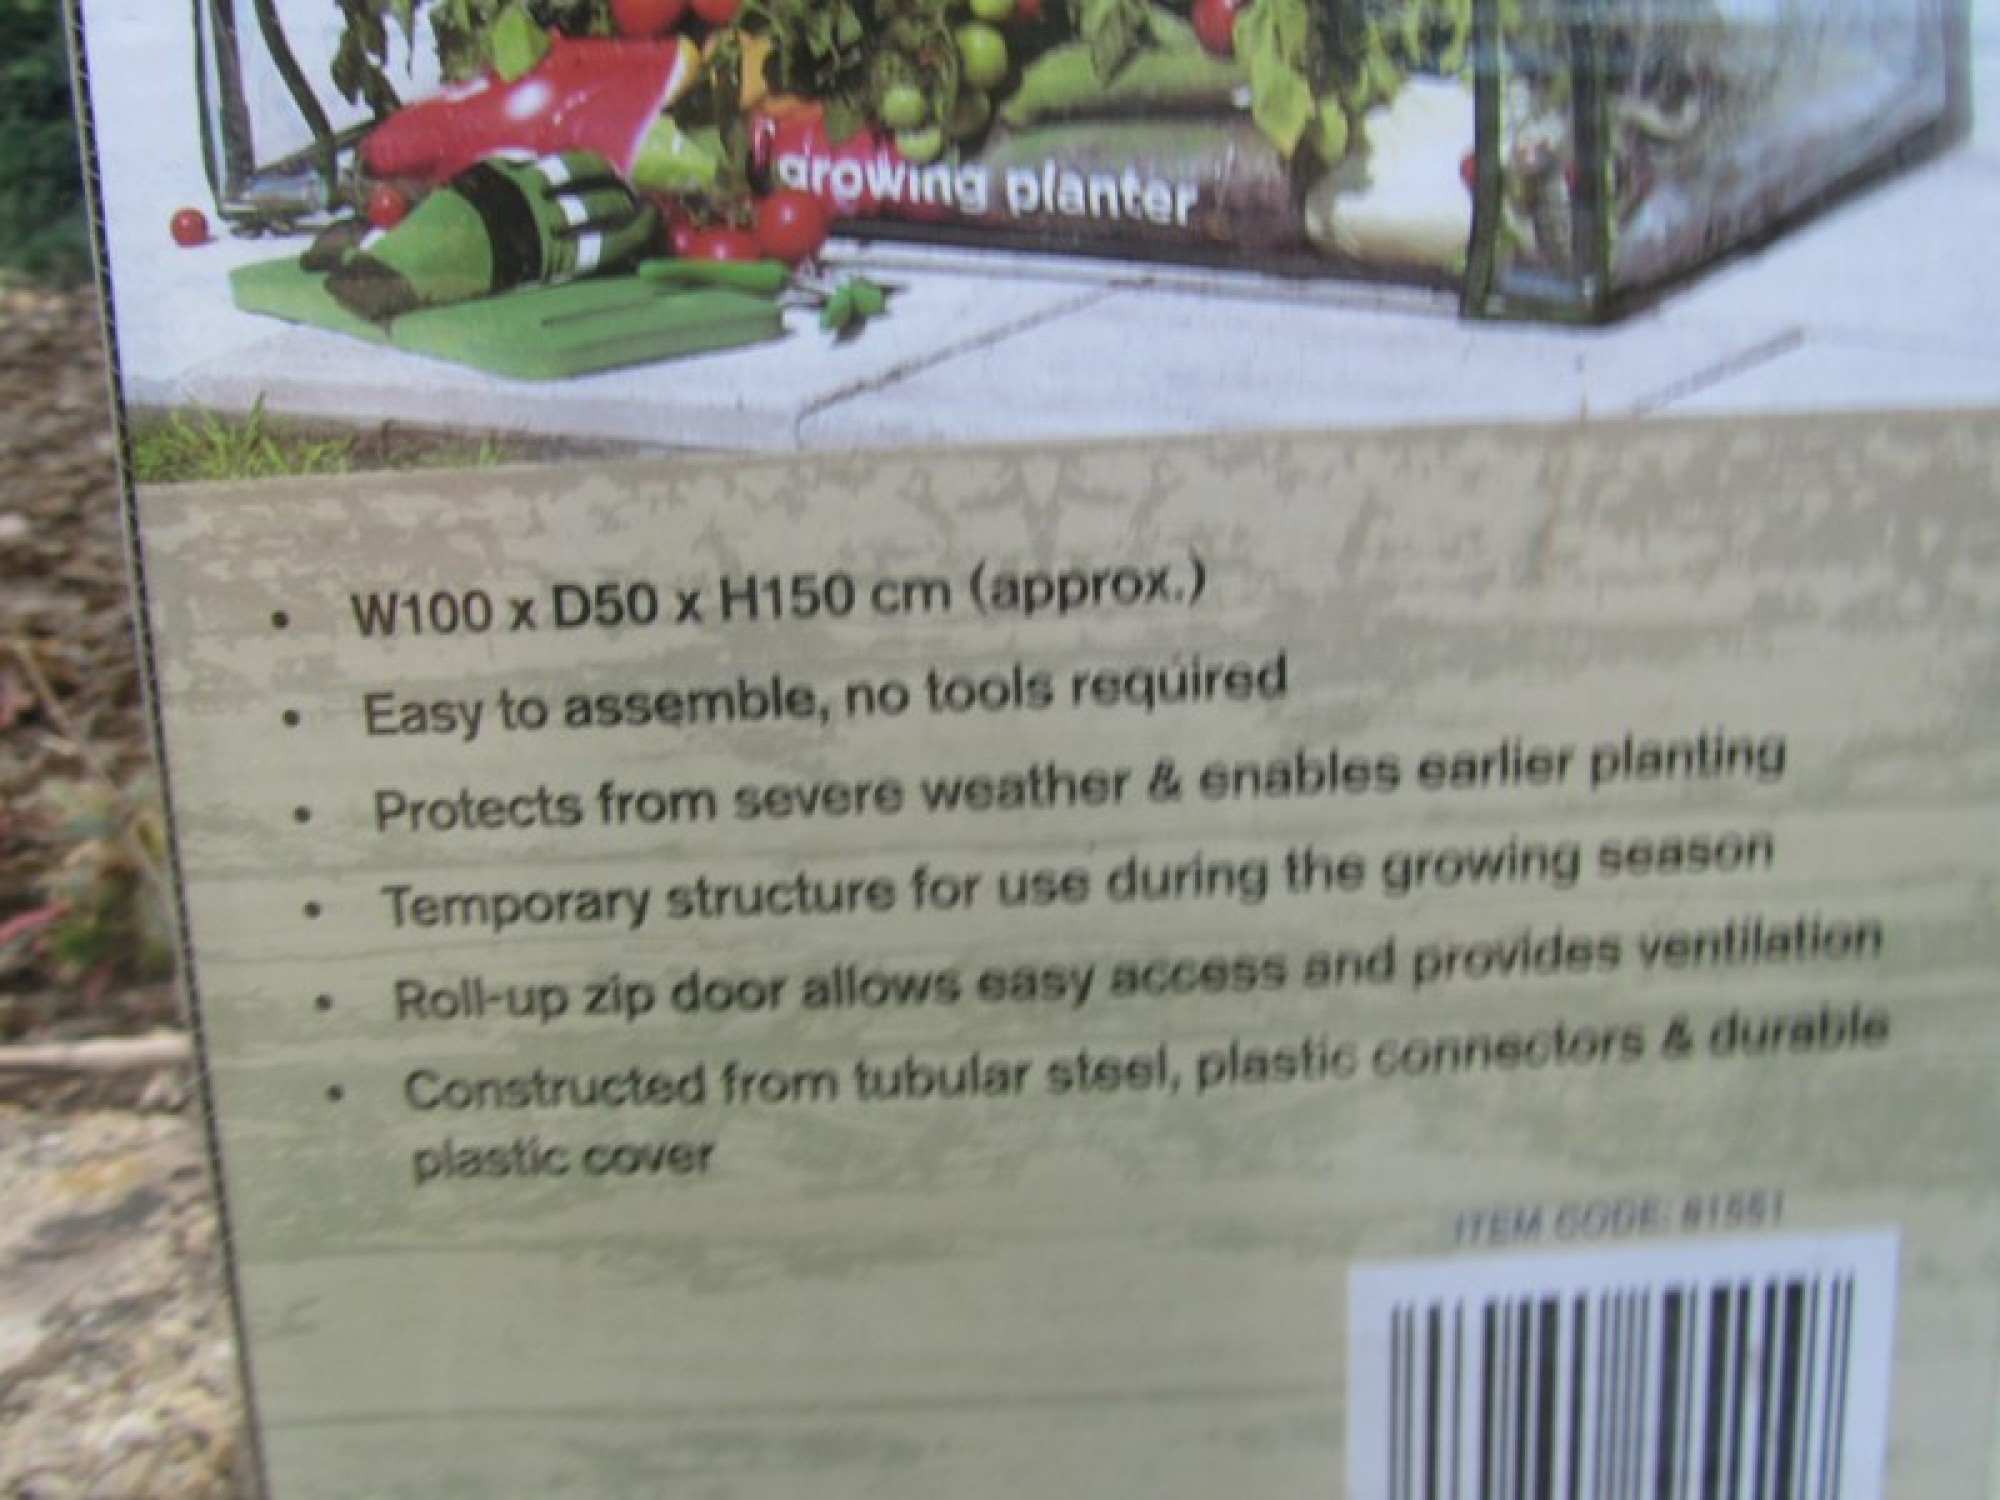 growing planter
• W100 x D50 x H150 cm (approx.)
• Easy to assemble, no tools required
• Protects from severe weather & enables earlier planting
• Temporary structure for use during the growing season
• Roll-up zip door allows easy access and provides ventilation
• Constructed from tubular steel, plastic connectors & durable
plastic cover
ITEM CODE: